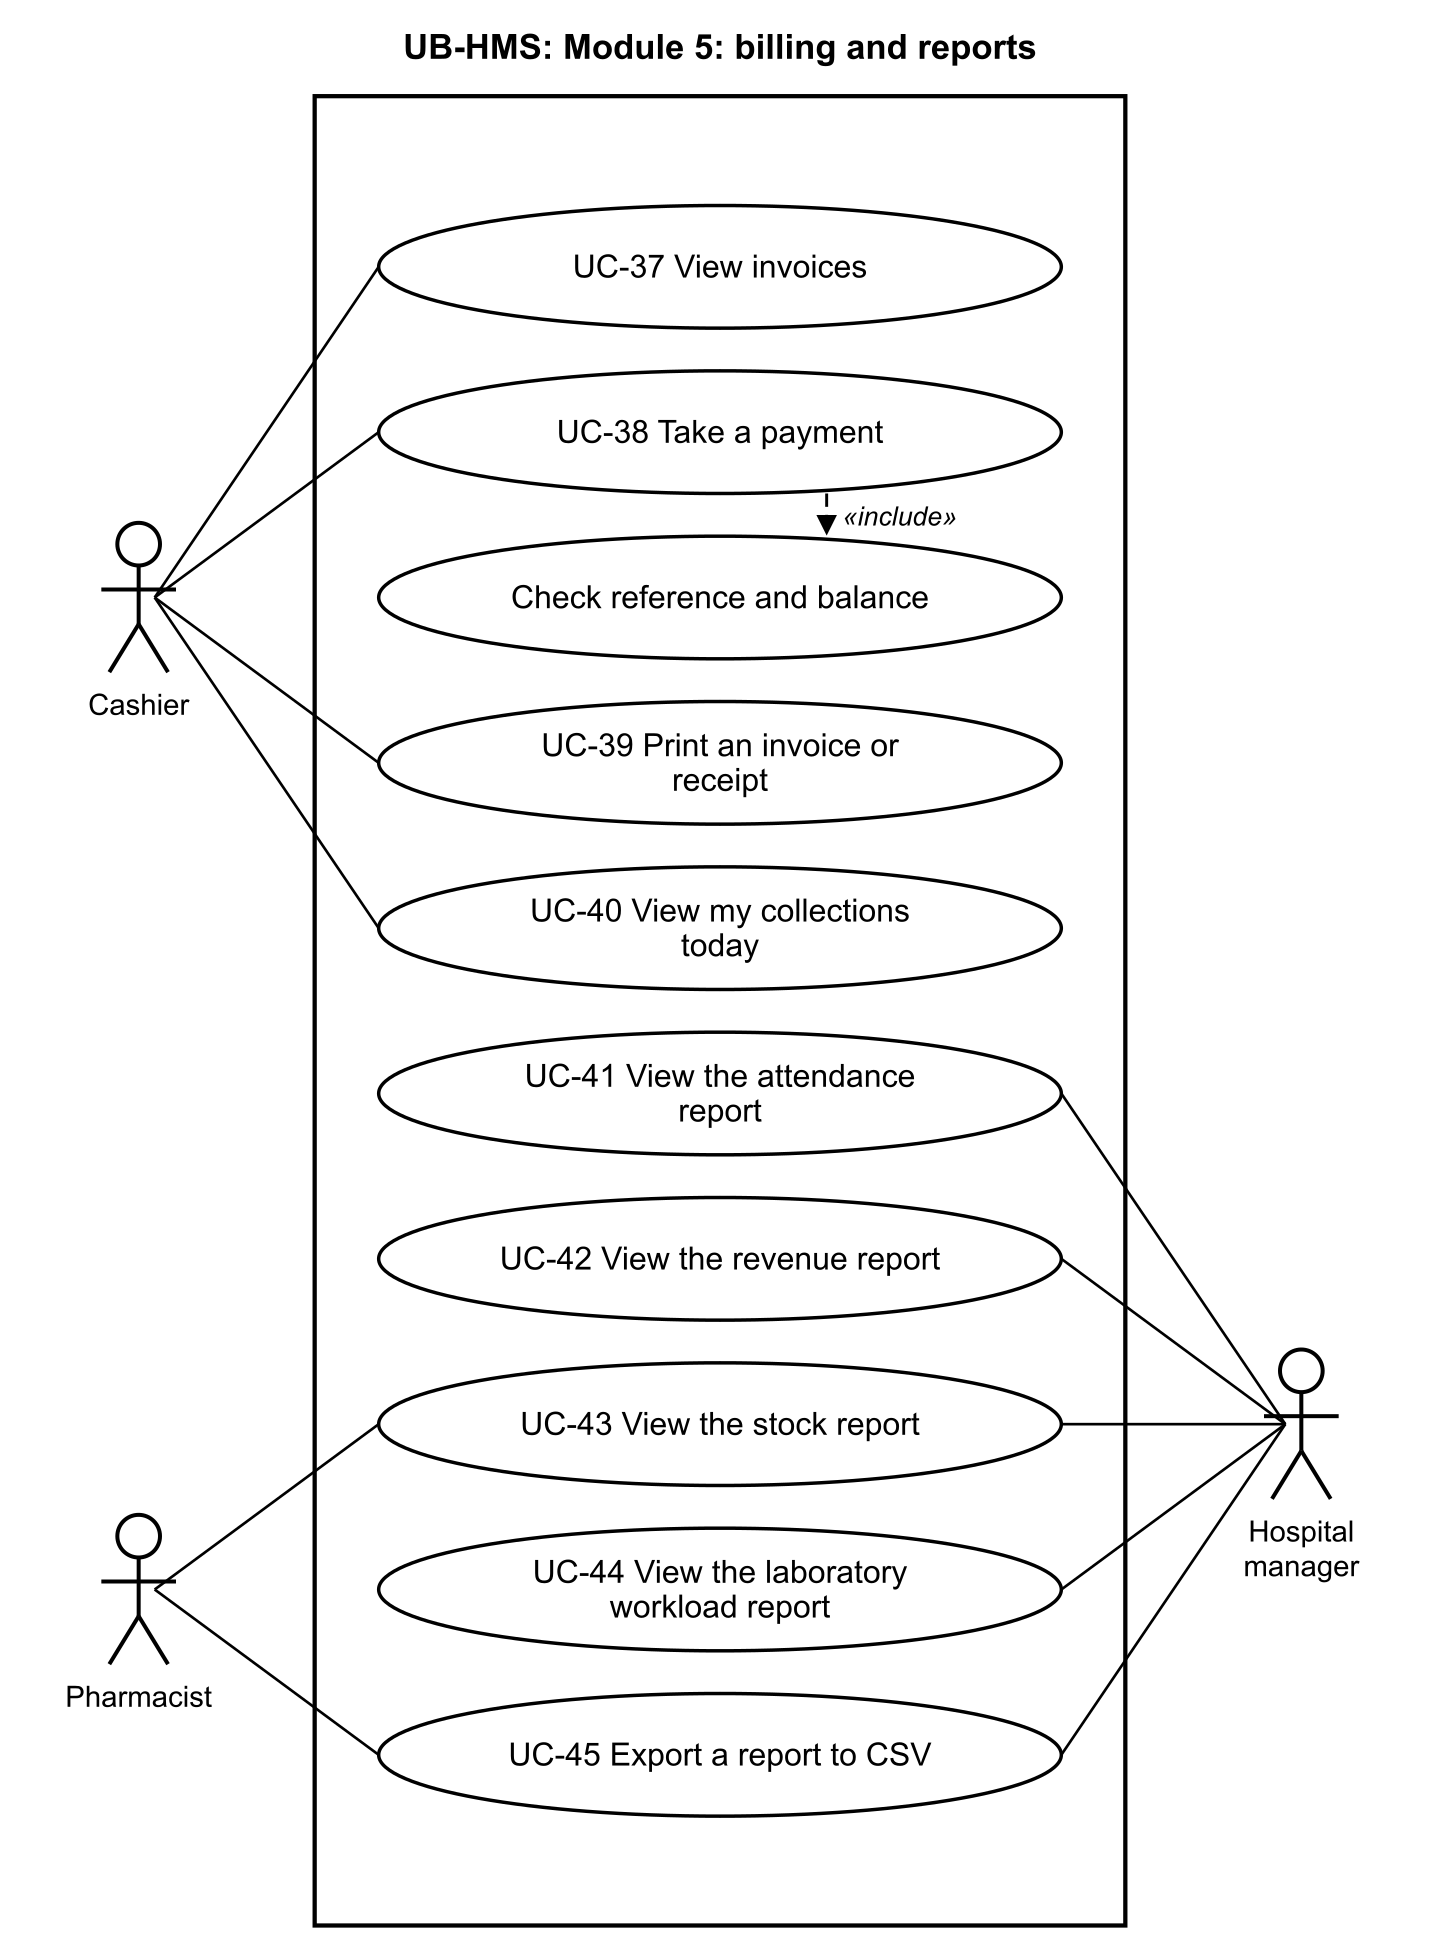 UB-HMS: Module 5: billing and reports
UC-37 View invoices
UC-38 Take a payment
«include»
Check reference and balance
Cashier
UC-39 Print an invoice or
receipt
UC-40 View my collections
today
UC-41 View the attendance
report
UC-42 View the revenue report
UC-43 View the stock report
Hospital
manager
UC-44 View the laboratory
workload report
Pharmacist
UC-45 Export a report to CSV